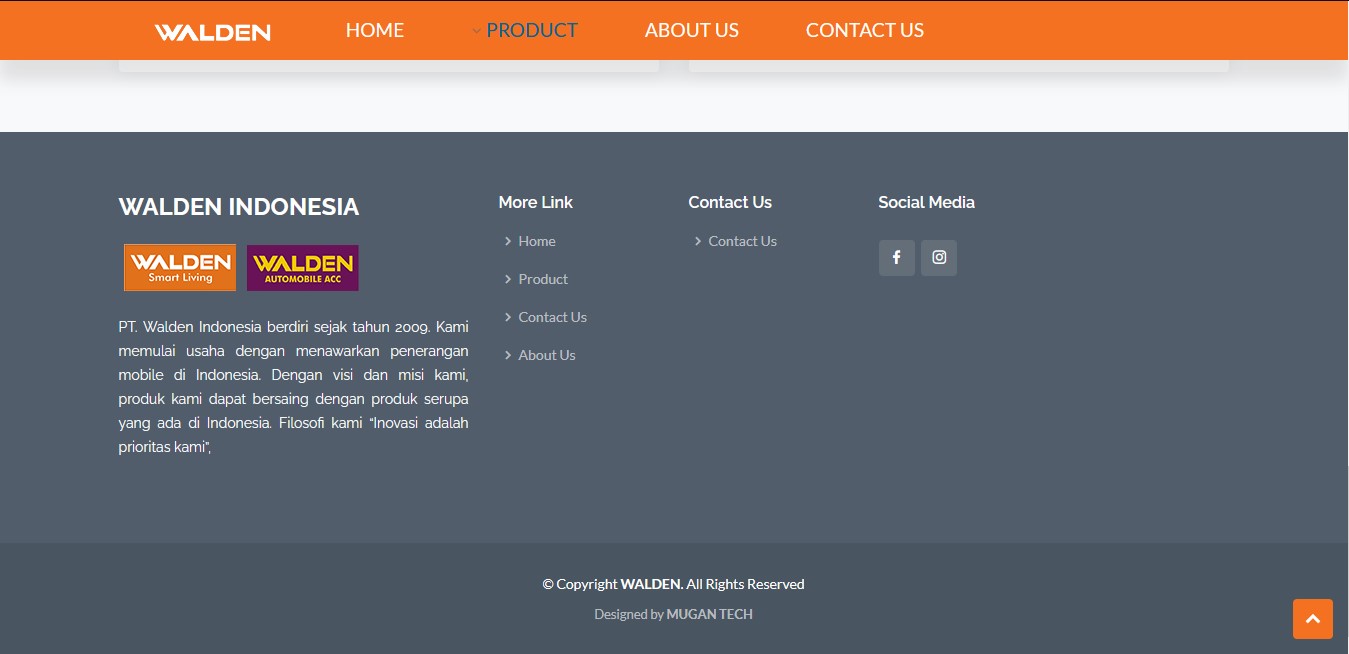 WALDEN HOME PRODUCT ABOUT US CONTACT US
WALDEN INDONESIA
WALDEN
Smart Living
WALDEN
AUTOMOBILE ACC
PT. Walden Indonesia berdiri sejak tahun 2009. Kami
memulai usaha dengan menawarkan penerangan
mobile di Indonesia. Dengan visi dan misi kami,
produk kami dapat bersaing dengan produk serupa
yang ada di Indonesia. Filosofi kami “Inovasi adalah
prioritas kami”,
More Link
Home
Product
Contact Us
About Us
Contact Us
Contact Us
Social Media
© Copyright WALDEN. All Rights Reserved
Designed by MUGAN TECH